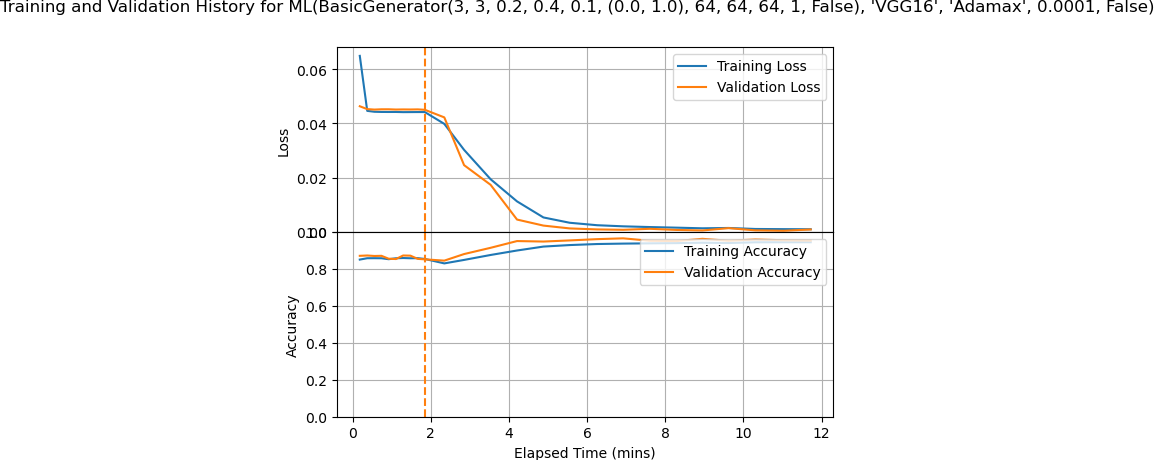 Training and Validation History for ML(BasicGenerator(3, 3, 0.2, 0.4, 0.1, (0.0, 1.0), 64, 64, 64, 1, False), 'VGG16', 'Adamax', 0.0001, False)
Training Loss
Validation Loss
0.06
0.04
0.02
0.00
Loss
1.0
Training Accuracy
Validation Accuracy
0.8
0.6
0.4
0.2
0.0
Accuracy
0 2 4 6 8 10 12
Elapsed Time (mins)